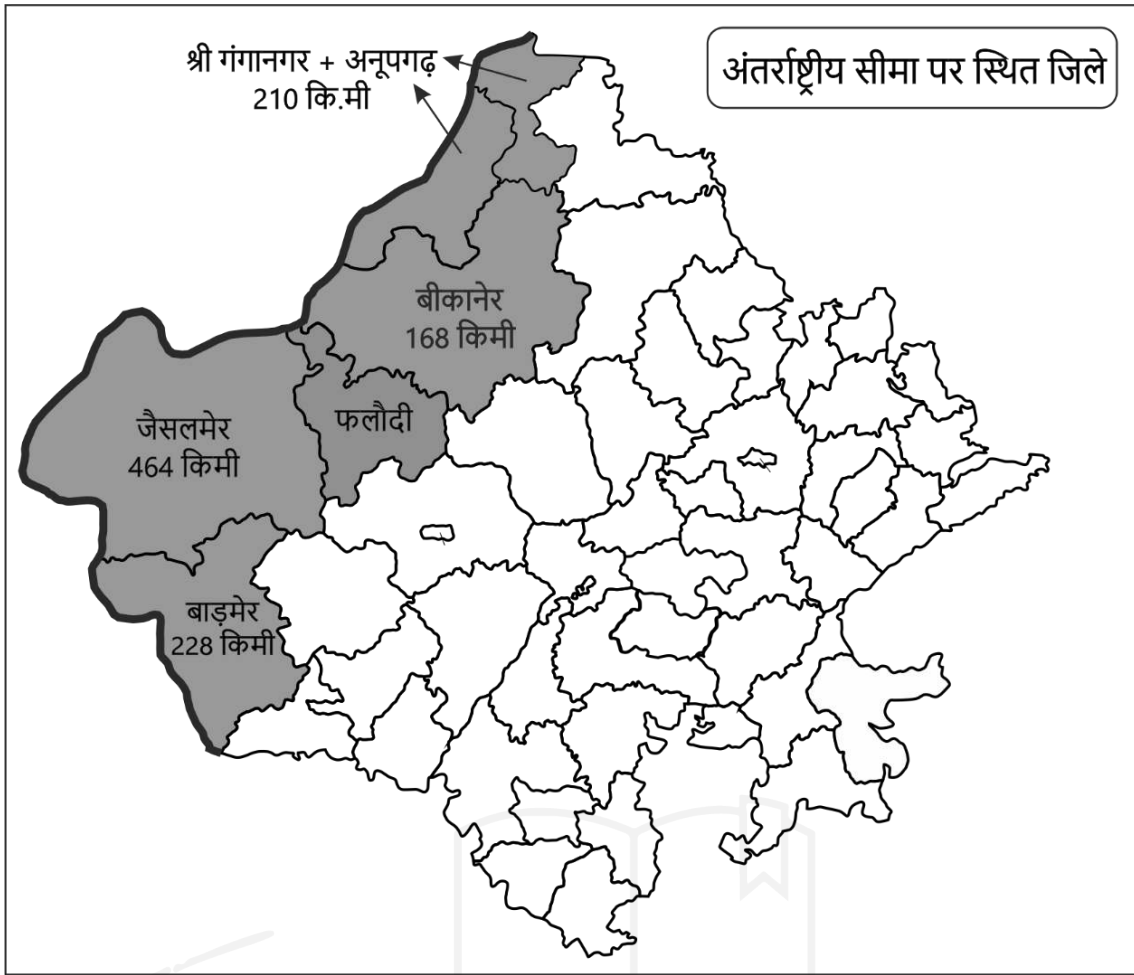 अंतर्राष्ट्रीय सीमा पर स्थित जिले
श्री गंगानगर + अनूपगढ़
210 कि.मी
बीकानेर
168 किमी
फलौदी
जैसलमेर
464 किमी
बाड़मेर
228 किमी